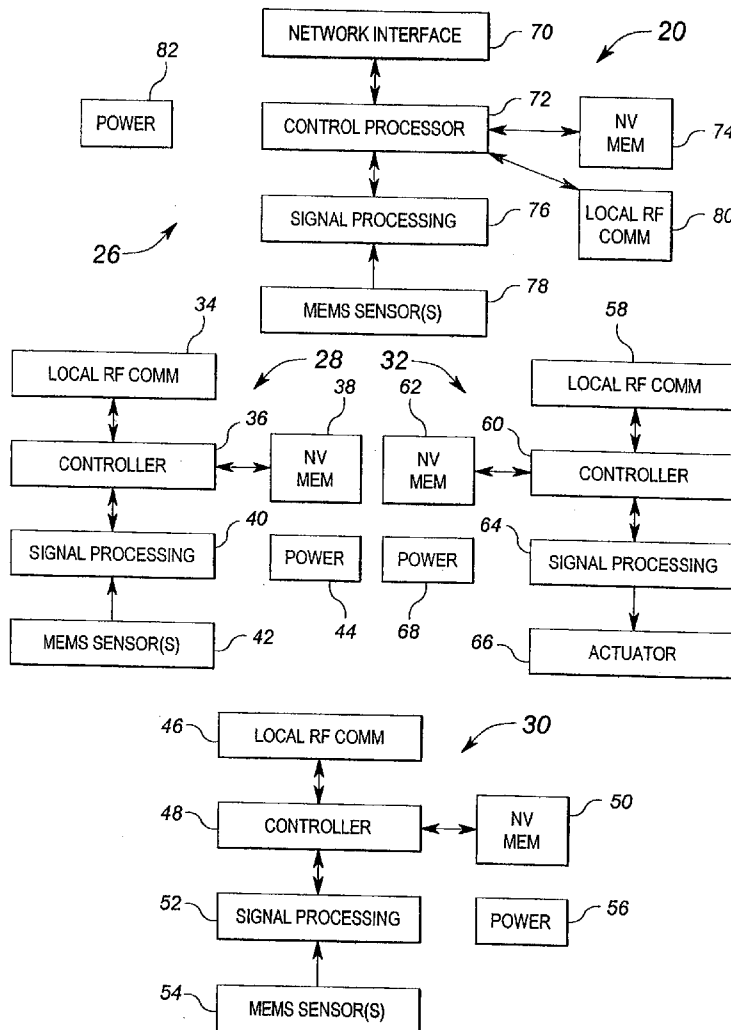 NETWORK INTERFACE
70
20
82
POWER
72
CONTROL PROCESSOR
NV
MEM
74
SIGNAL PROCESSING
76
LOCAL RF
COMM
80
26
MEMS SENSOR(S)
78
34
LOCAL RF COMM
28
36
CONTROLLER
38
NV
MEM
40
SIGNAL PROCESSING
POWER
44
MEMS SENSOR(S)
42
32
58
LOCAL RF COMM
62
NV
MEM
60
CONTROLLER
64
SIGNAL PROCESSING
POWER
68
66
ACTUATOR
46
LOCAL RF COMM
30
48
CONTROLLER
NV
MEM
50
52
SIGNAL PROCESSING
POWER
56
54
MEMS SENSOR(S)